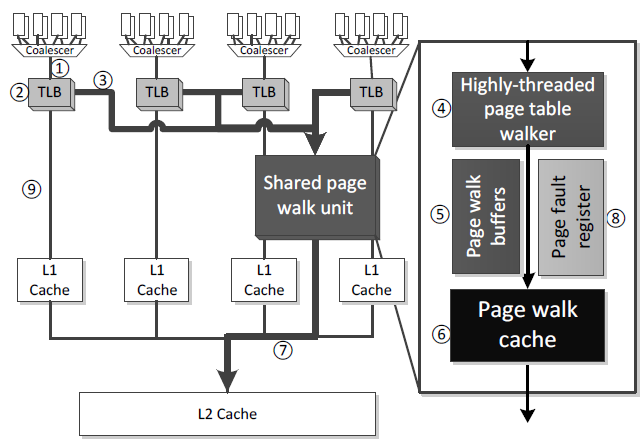 Coalescer
Coalescer
Coalescer
Coalescer
①
③
②
TLB
TLB
TLB
TLB
④
Highly-threaded
page table
walker
⑨
Shared page
walk unit
⑤
Page walk
buffers
Page fault
register
⑧
L1
Cache
L1
Cache
L1
Cache
L1
Cache
⑥
Page walk
cache
⑦
L2 Cache